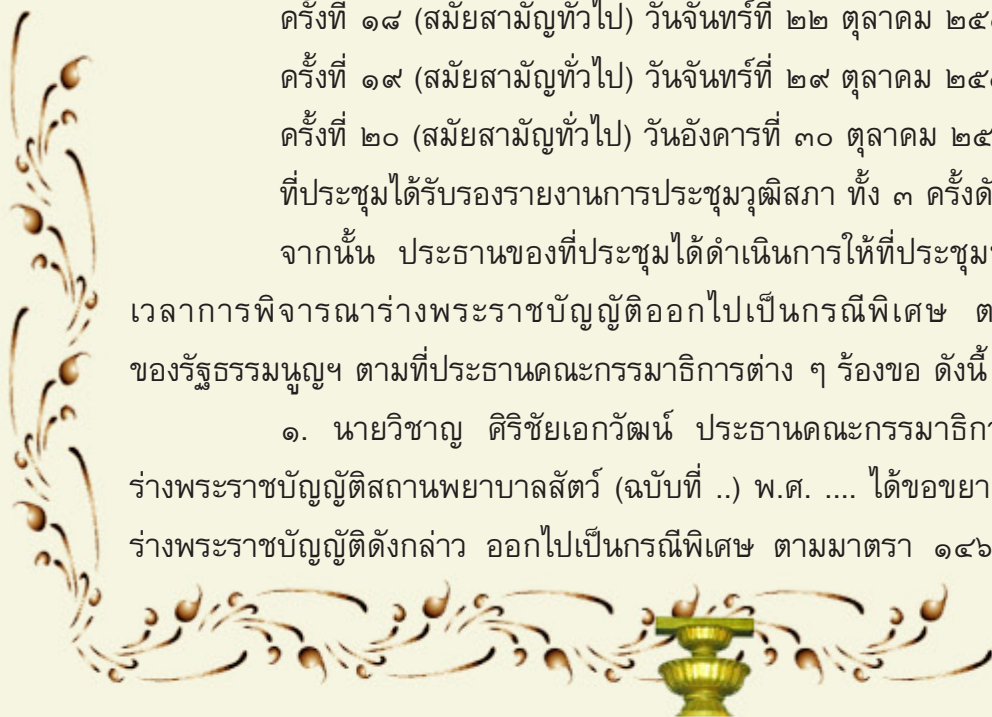 ครั้งที่ ๑๘ (สมัยสามัญทั่วไป) วันจันทร์ที่ ๒๒ ตุลาคม
ครั้งที่ ๑๙ (สมัยสามัญทั่วไป) วันจันทร์ที่ ๒๙ ตุลาคม
ครั้งที่ ๒๐ (สมัยสามัญทั่วไป) วันอังคารที่ ๓๐ ตุลาคม
ที่ประชุมได้รับรองรายงานการประชุมวุฒิสภา ทั้ง ๓ ครั้ง
จากนั้น ประธานของที่ประชุมได้ดำเนินการให้ที่ประชุม
เวลาการพิจารณาร่างพระราชบัญญัติออกไปเป็นกรณีพิเศษ
ของรัฐธรรมนูญฯ ตามที่ประธานคณะกรรมาธิการต่าง ๆ ร้องขอ ดังนี้
๑. นายวิชาญ ศิริชัยเอกวัฒน์ ประธานคณะกรรมาธิกา
ร่างพระราชบัญญัติสถานพยาบาลสัตว์ (ฉบับที่ ..) พ.ศ. .... ได้ขอขยา
ร่างพระราชบัญญัติดังกล่าว ออกไปเป็นกรณีพิเศษ ตามมาตรา ๑๔๖